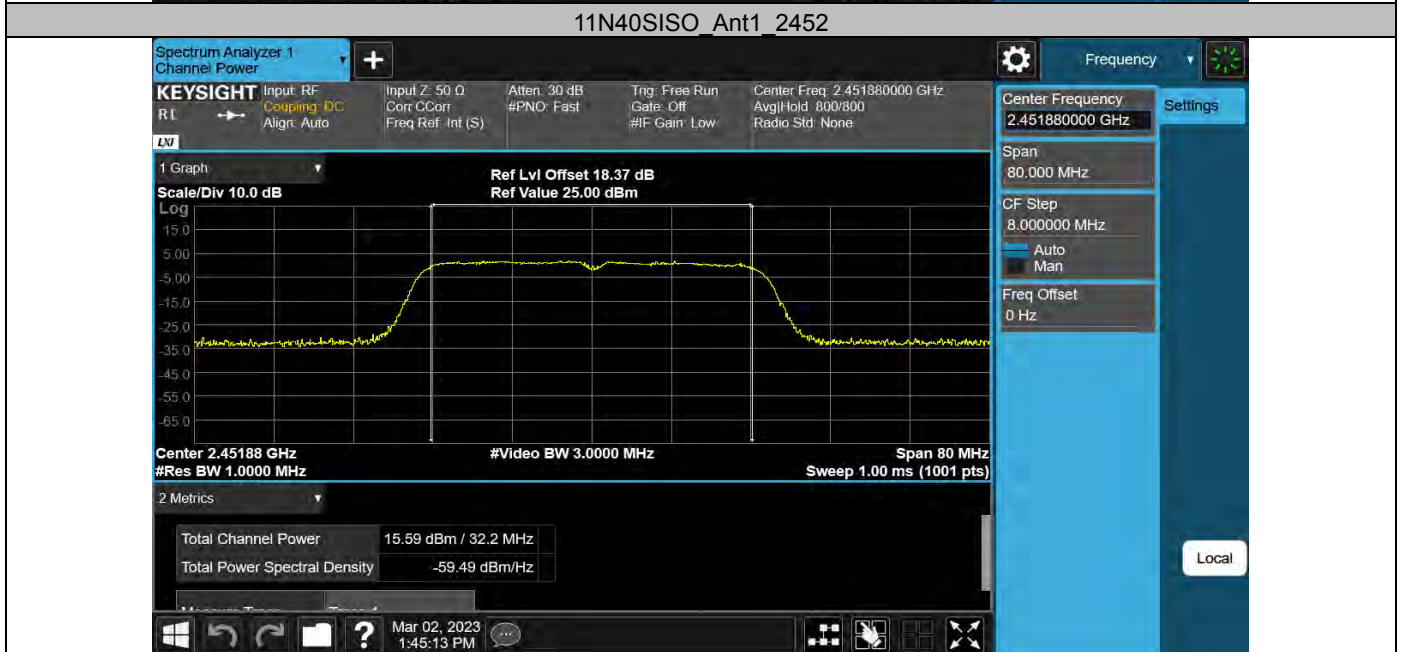 11N40SISO_Ant1_2452
Spectrum Analyzer 1
Channel Power
+
Frequency
KEYSIGHT
RL
LXI
Input: RF
Coupling: DC
Align: Auto
Input Z: 50 Ω
Corr CCorr
Freq Ref: Int (S)
Atten: 30 dB
#PNO: Fast
Trig: Free Run
Gate: Off
#IF Gain: Low
Center Freq: 2.451880000 GHz
Avg|Hold: 800/800
Radio Std: None
Center Frequency
2.451880000 GHz
Settings
Span
80.000 MHz
CF Step
8.000000 MHz
Auto
Man
Freq Offset
0 Hz
1 Graph
Scale/Div 10.0 dB
Ref Lvl Offset 18.37 dB
Ref Value 25.00 dBm
Log
15.0
5.00
-5.00
-15.0
-25.0
-35.0
-45.0
-55.0
-65.0
Center 2.45188 GHz
#Video BW 3.0000 MHz
Span 80 MHz
#Res BW 1.0000 MHz
Sweep 1.00 ms (1001 pts)
2 Metrics
Total Channel Power 15.59 dBm / 32.2 MHz
Total Power Spectral Density -59.49 dBm/Hz
Local
?
Mar 02, 2023
1:45:13 PM